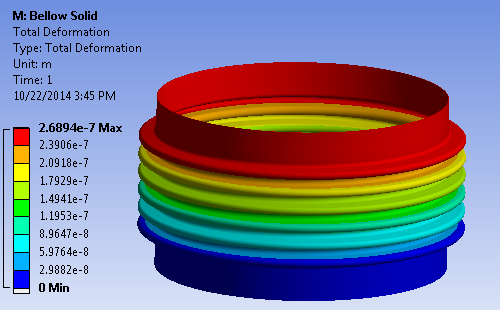 M: Bellow Solid
Total Deformation
Type: Total Deformation
Unit: m
Time: 1
10/22/2014 3:45 PM
2.6894e-7 Max
2.3906e-7
2.0918e-7
1.7929e-7
1.4941e-7
1.1953e-7
8.9647e-8
5.9764e-8
2.9882e-8
0 Min